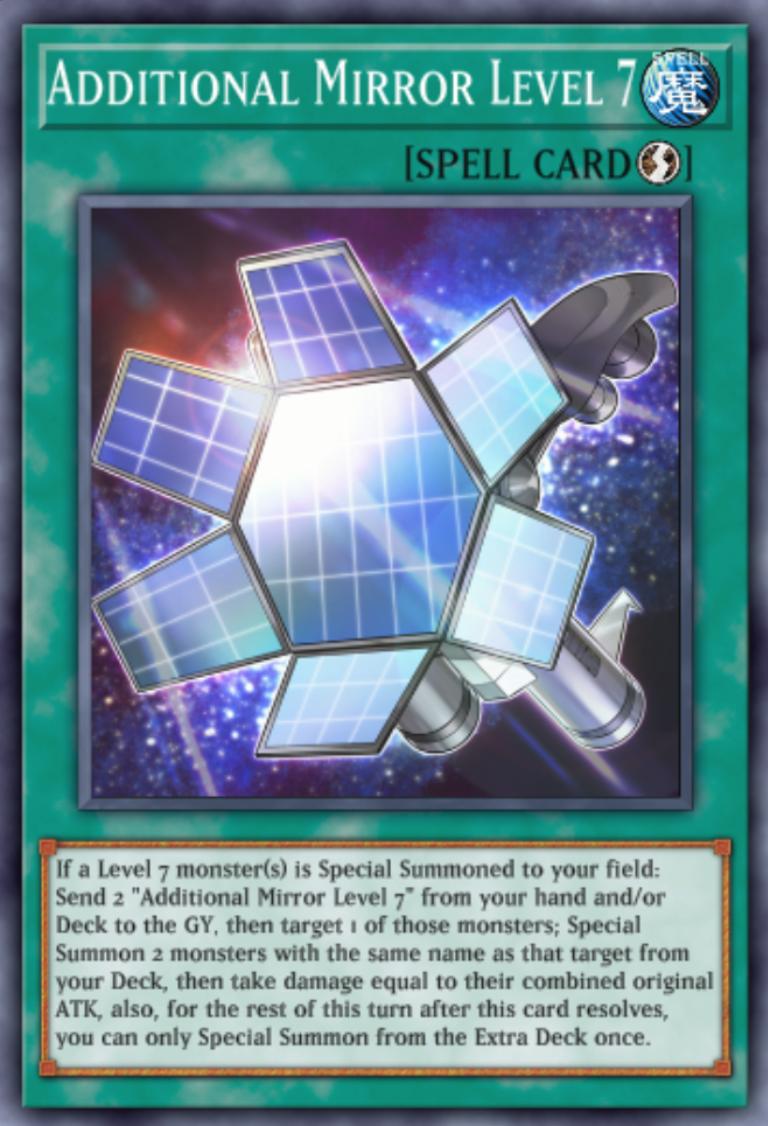 ADDITIONAL MIRROR LEVEL 7
SPELL
魔
[SPELL CARD]
If a Level 7 monster(s) is Special Summoned to your field:
Send 2 "Additional Mirror Level 7" from your hand and/or
Deck to the GY, then target 1 of those monsters; Special
Summon 2 monsters with the same name as that target from
your Deck, then take damage equal to their combined original
ATK, also, for the rest of this turn after this card resolves,
you can only Special Summon from the Extra Deck once.